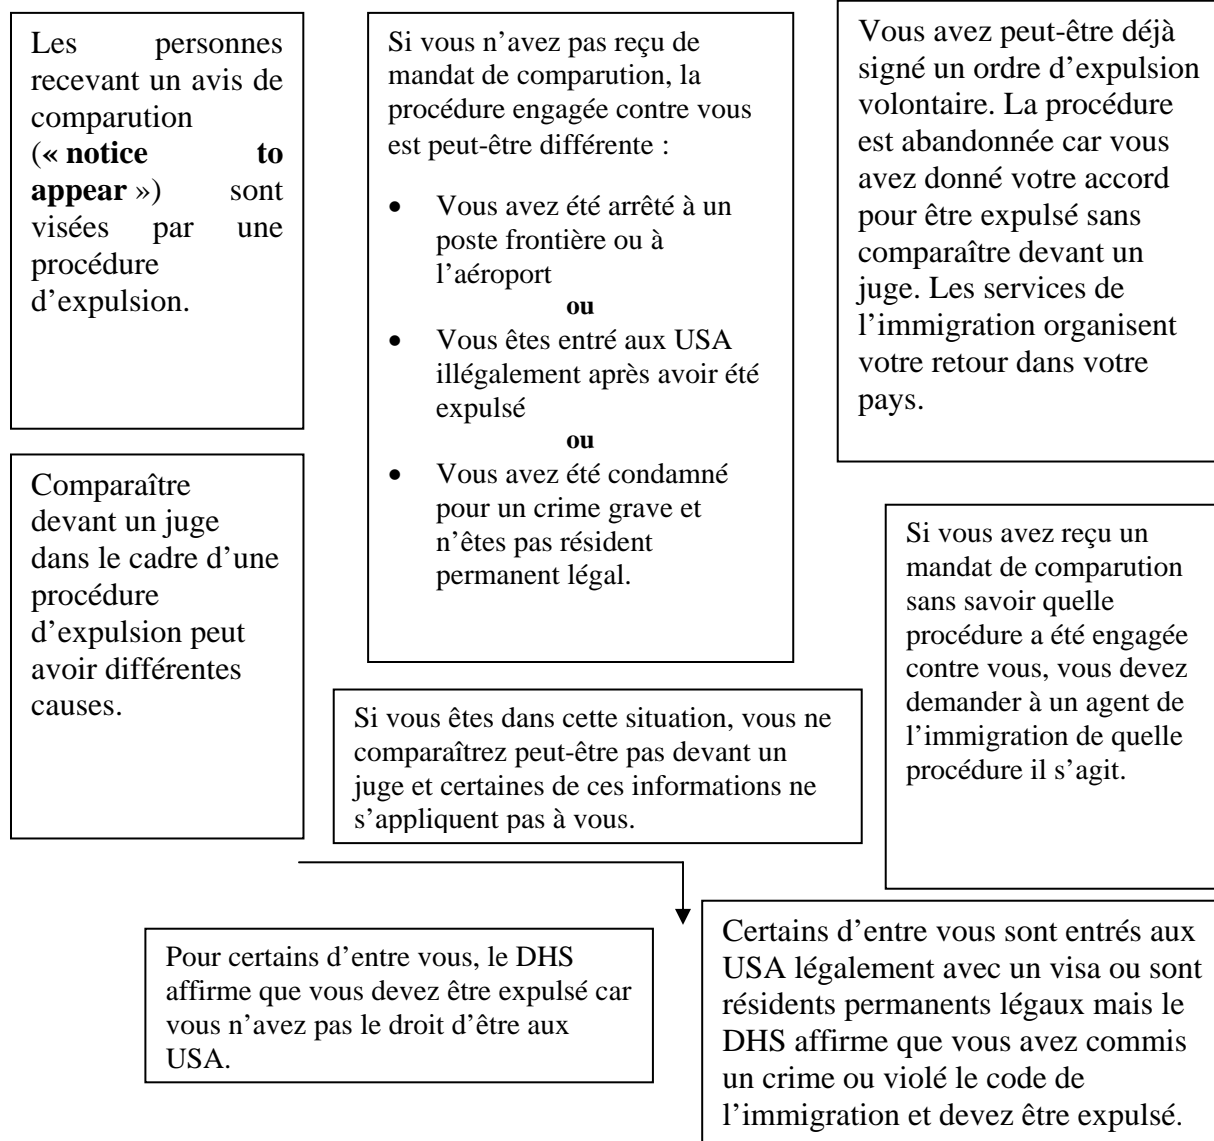 Les personnes
recevant un avis de
comparution
(« notice to
appear ») sont
visées par une
procédure
d’expulsion.
Si vous n’avez pas reçu de
mandat de comparution, la
procédure engagée contre vous
est peut-être différente :
• Vous avez été arrêté à un
poste frontière ou à
l’aéroport
ou
• Vous êtes entré aux USA
illégalement après avoir été
expulsé
ou
• Vous avez été condamné
pour un crime grave et
n’êtes pas résident
permanent légal.
Vous avez peut-être déjà
signé un ordre d’expulsion
volontaire. La procédure
est abandonnée car vous
avez donné votre accord
pour être expulsé sans
comparaître devant un
juge. Les services de
l’immigration organisent
votre retour dans votre
pays.
Comparaître
devant un juge
dans le cadre d’une
procédure
d’expulsion peut
avoir différentes
causes.
Si vous avez reçu un
mandat de comparution
sans savoir quelle
procédure a été engagée
contre vous, vous devez
demander à un agent de
l’immigration de quelle
procédure il s’agit.
Si vous êtes dans cette situation, vous ne
comparaîtrez peut-être pas devant un
juge et certaines de ces informations ne
s’appliquent pas à vous.
Pour certains d’entre vous, le DHS
affirme que vous devez être expulsé car
vous n’avez pas le droit d’être aux
USA.
Certains d’entre vous sont entrés aux
USA légalement avec un visa ou sont
résidents permanents légaux mais le
DHS affirme que vous avez commis
un crime ou violé le code de
l’immigration et devez être expulsé.